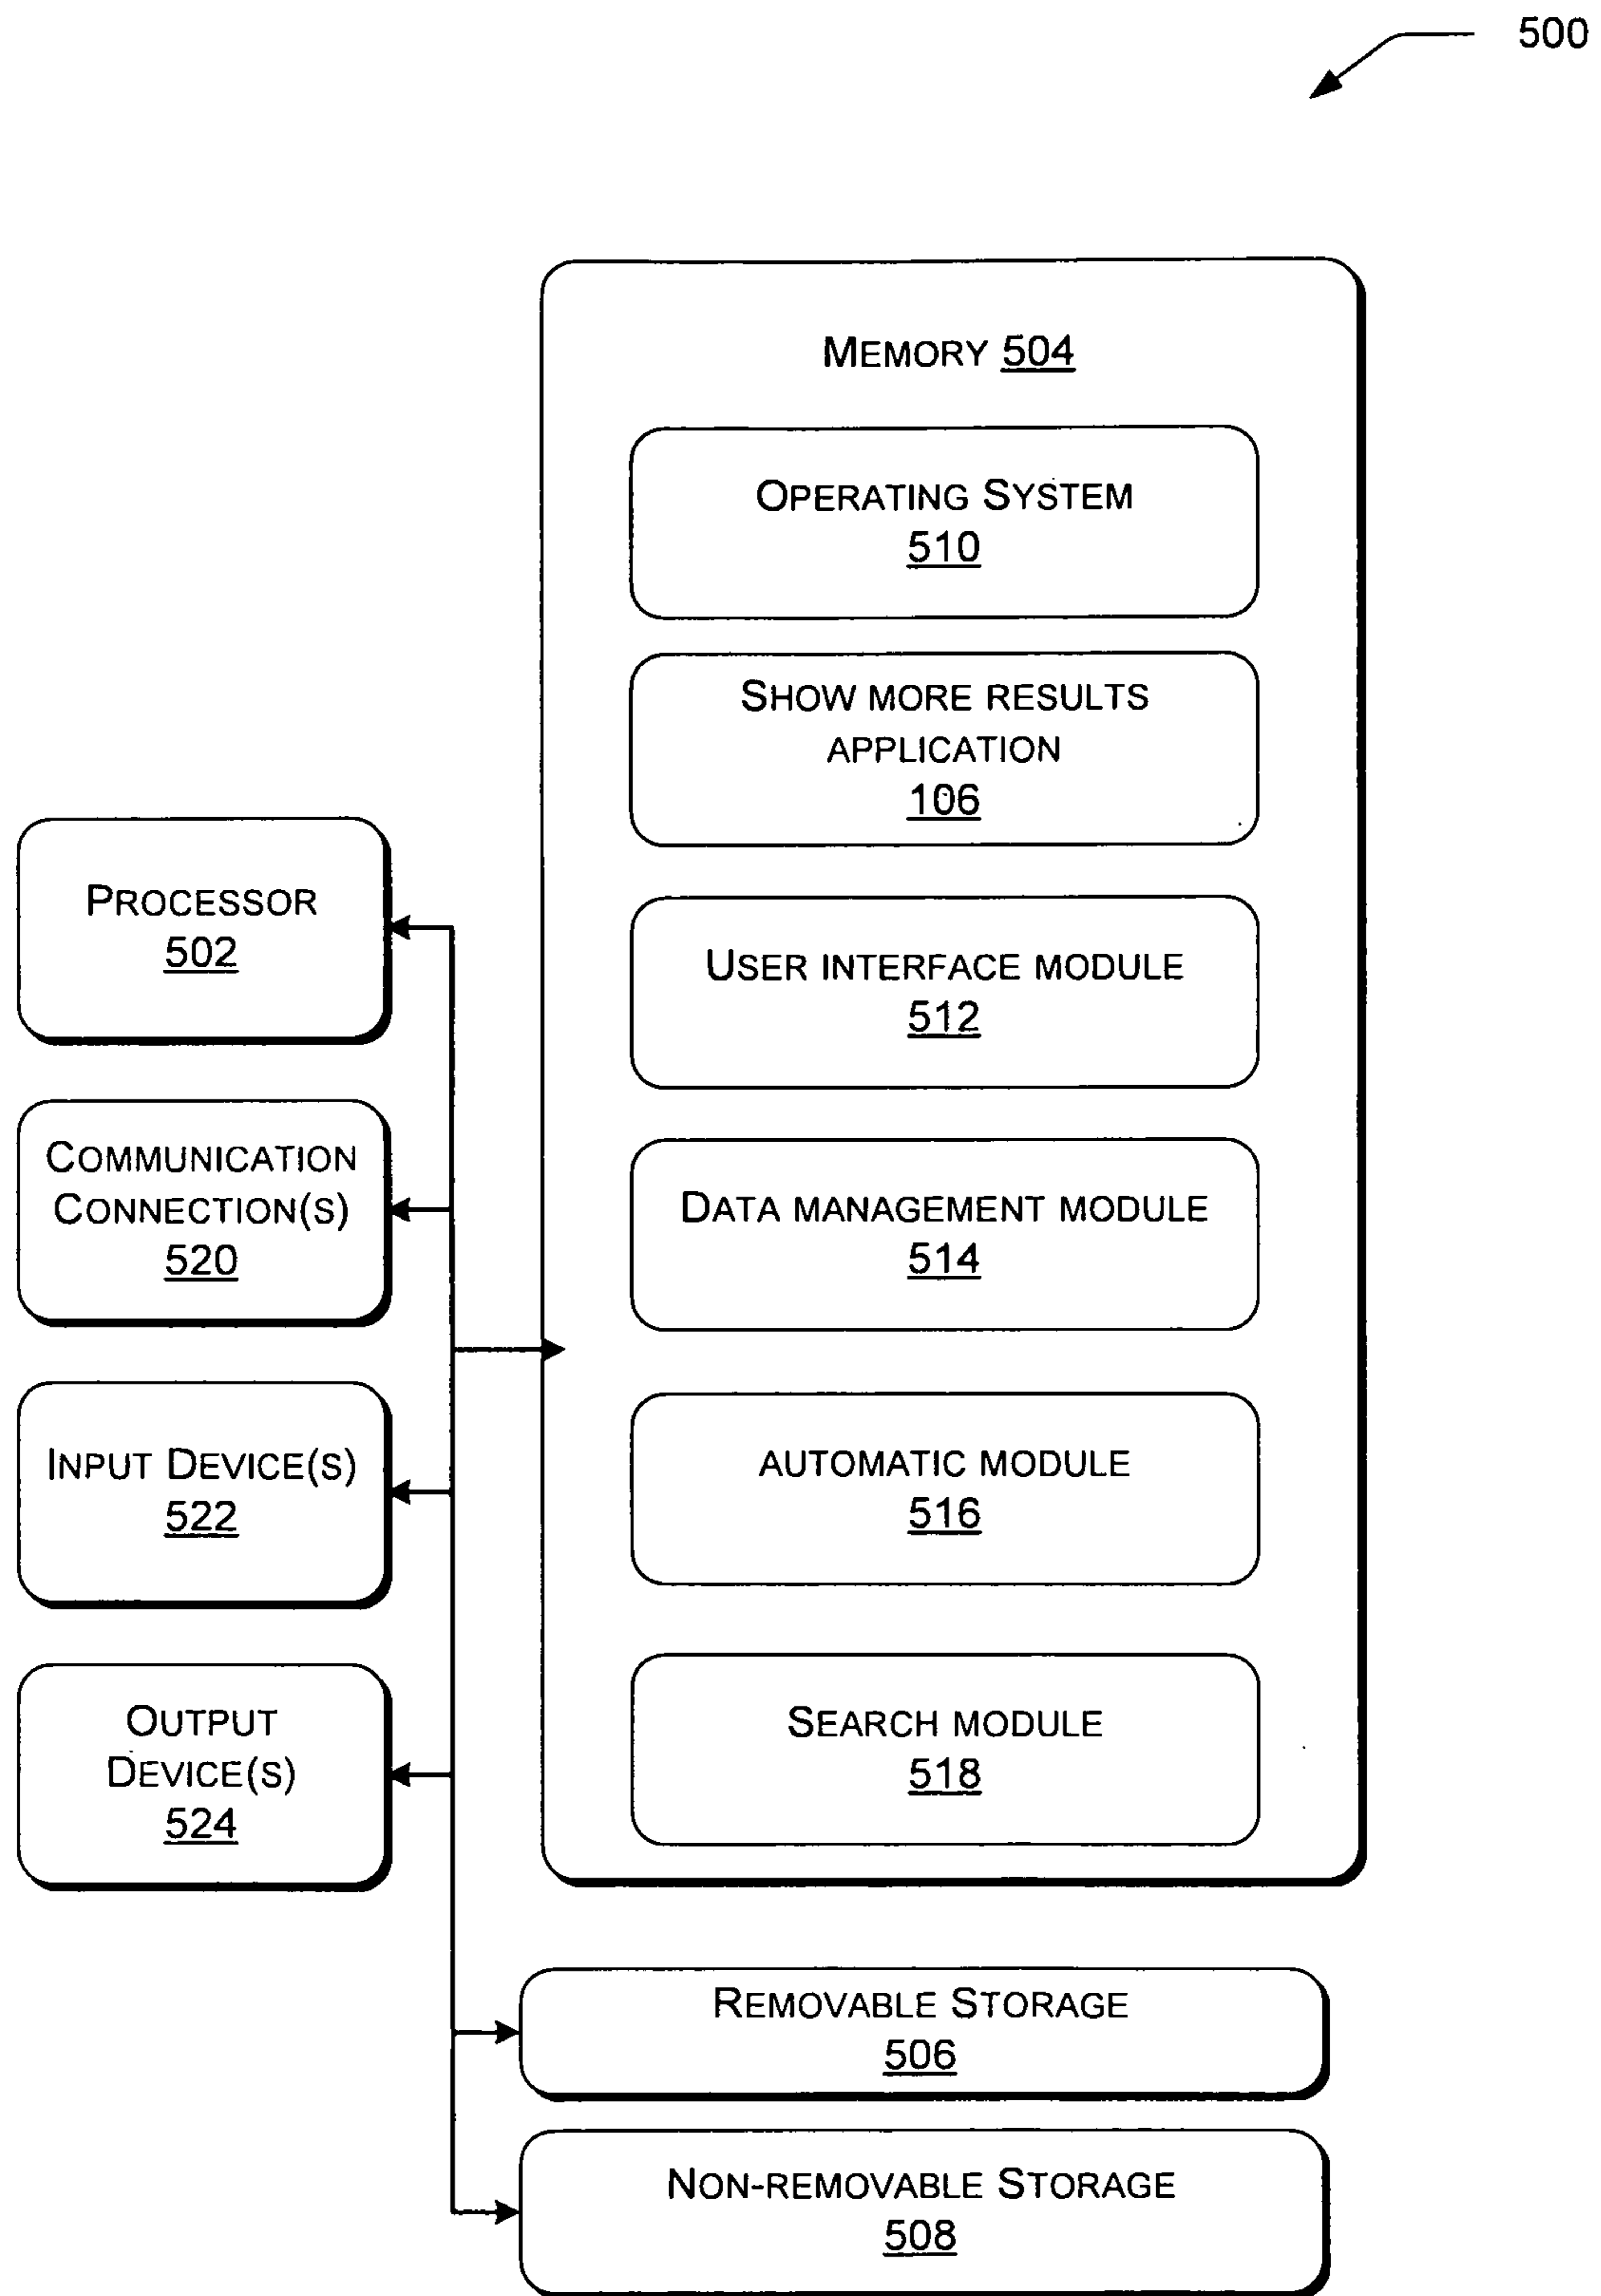 500
MEMORY 504
OPERATING SYSTEM
510
SHOW MORE RESULTS
APPLICATION
106
USER INTERFACE MODULE
512
DATA MANAGEMENT MODULE
514
AUTOMATIC MODULE
516
SEARCH MODULE
518
PROCESSOR
502
COMMUNICATION
CONNECTION(S)
520
INPUT DEVICE(S)
522
OUTPUT
DEVICE(S)
524
REMOVABLE STORAGE
506
NON-REMOVABLE STORAGE
508